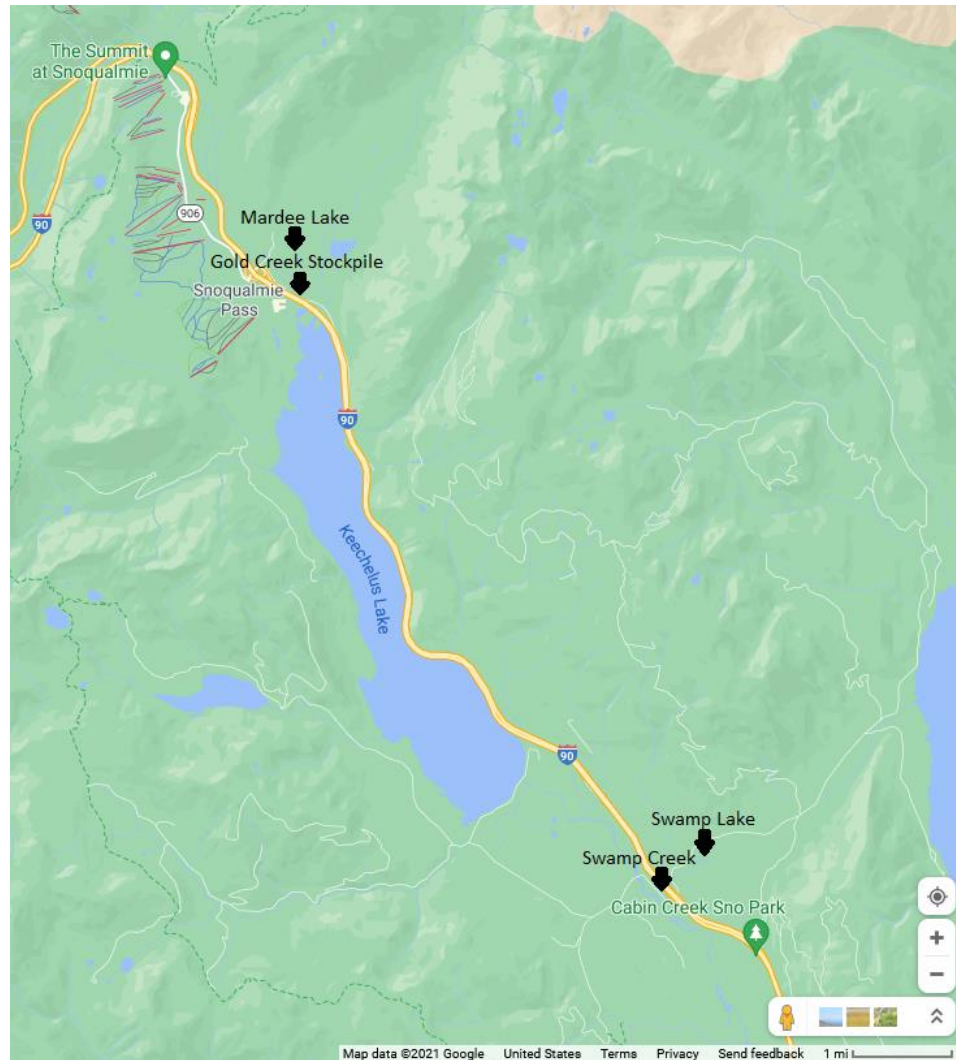 The Summit
at Snoqualmie
90
906
Mardee Lake
Gold Creek Stockpile
Snoqualmie
Pass
90
Keechelus Lake
90
Swamp Lake
Swamp Creek
Cabin Creek Sno Park
Map data ©2021 Google United States Terms Privacy Send feedback 1 mi